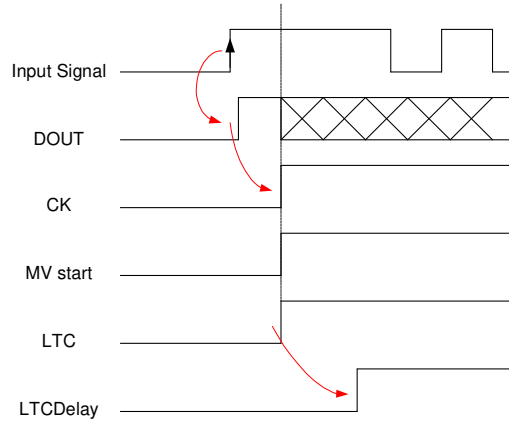 Input Signal
DOUT
CK
MV start
LTC
LTCDelay